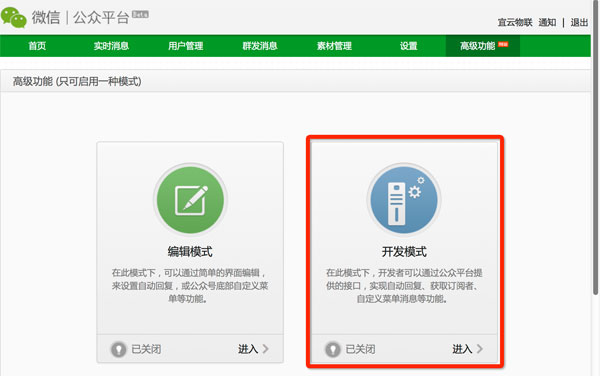 微信 | 公众平台 Beta
宜云物联 通知 | 退出
首页 实时消息 用户管理 群发消息 素材管理 设置 高级功能
高级功能 (只可启用一种模式)
编辑模式
在此模式下，可以通过简单的界面编辑，
来设置自动回复，或公众号底部自定义菜
单等功能。
已关闭 进入
开发模式
在此模式下，开发者可以通过公众平台提
供的接口，实现自动回复、获取订阅者、
自定义菜单消息等功能。
已关闭 进入